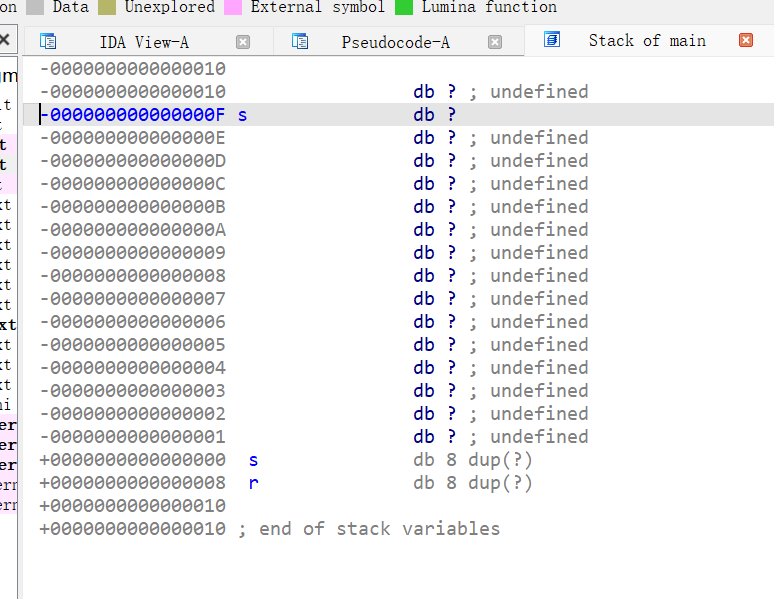 on Data Unexplored External symbol Lumina function
IDA View-A Pseudocode-A Stack of main
-0000000000000010
-0000000000000010 db ? ; undefined
-000000000000000F s db ?
-000000000000000E db ? ; undefined
-000000000000000D db ? ; undefined
-000000000000000C db ? ; undefined
-000000000000000B db ? ; undefined
-000000000000000A db ? ; undefined
-0000000000000009 db ? ; undefined
-0000000000000008 db ? ; undefined
-0000000000000007 db ? ; undefined
-0000000000000006 db ? ; undefined
-0000000000000005 db ? ; undefined
-0000000000000004 db ? ; undefined
-0000000000000003 db ? ; undefined
-0000000000000002 db ? ; undefined
-0000000000000001 db ? ; undefined
+0000000000000000 s db 8 dup(?)
+0000000000000008 r db 8 dup(?)
+0000000000000010
+0000000000000010 ; end of stack variables